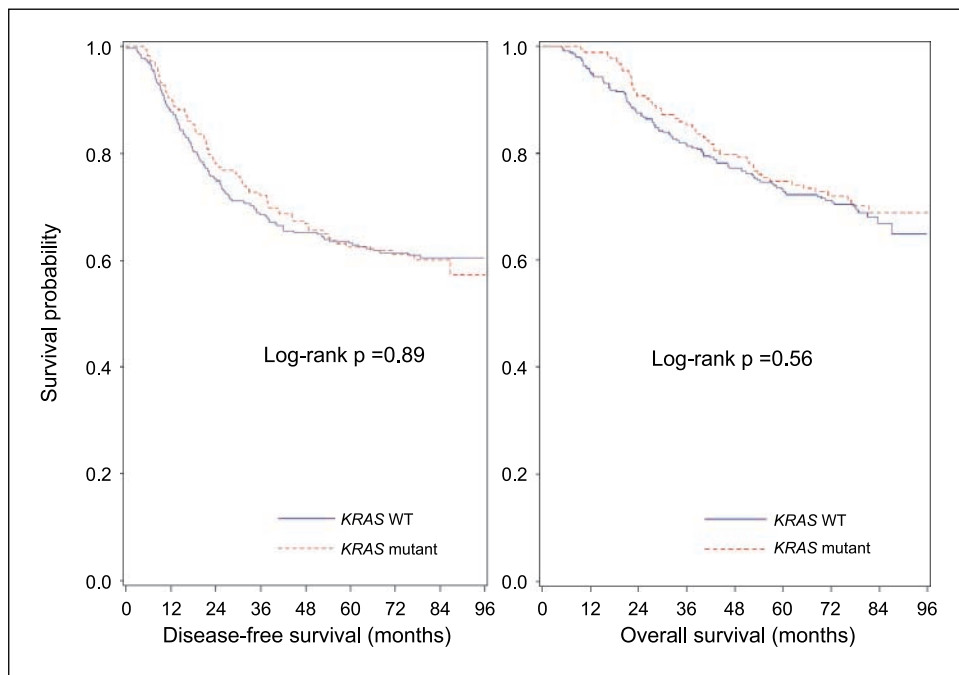 Survival probability
1.0
0.8
0.6
0.4
0.2
0.0
Log-rank p =0.89
KRAS WT
KRAS mutant
0 12 24 36 48 60 72 84 96
Disease-free survival (months)
1.0
0.8
0.6
0.4
0.2
0.0
Log-rank p =0.56
KRAS WT
KRAS mutant
0 12 24 36 48 60 72 84 96
Overall survival (months)